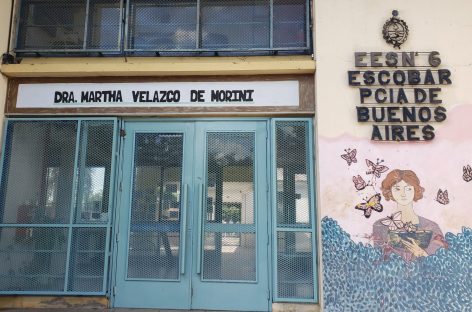 DRA. MARTHA VELAZCO DE MORINI
EESN° 6
ESCOBAR
PCIA DE
BUENOS
AIRES